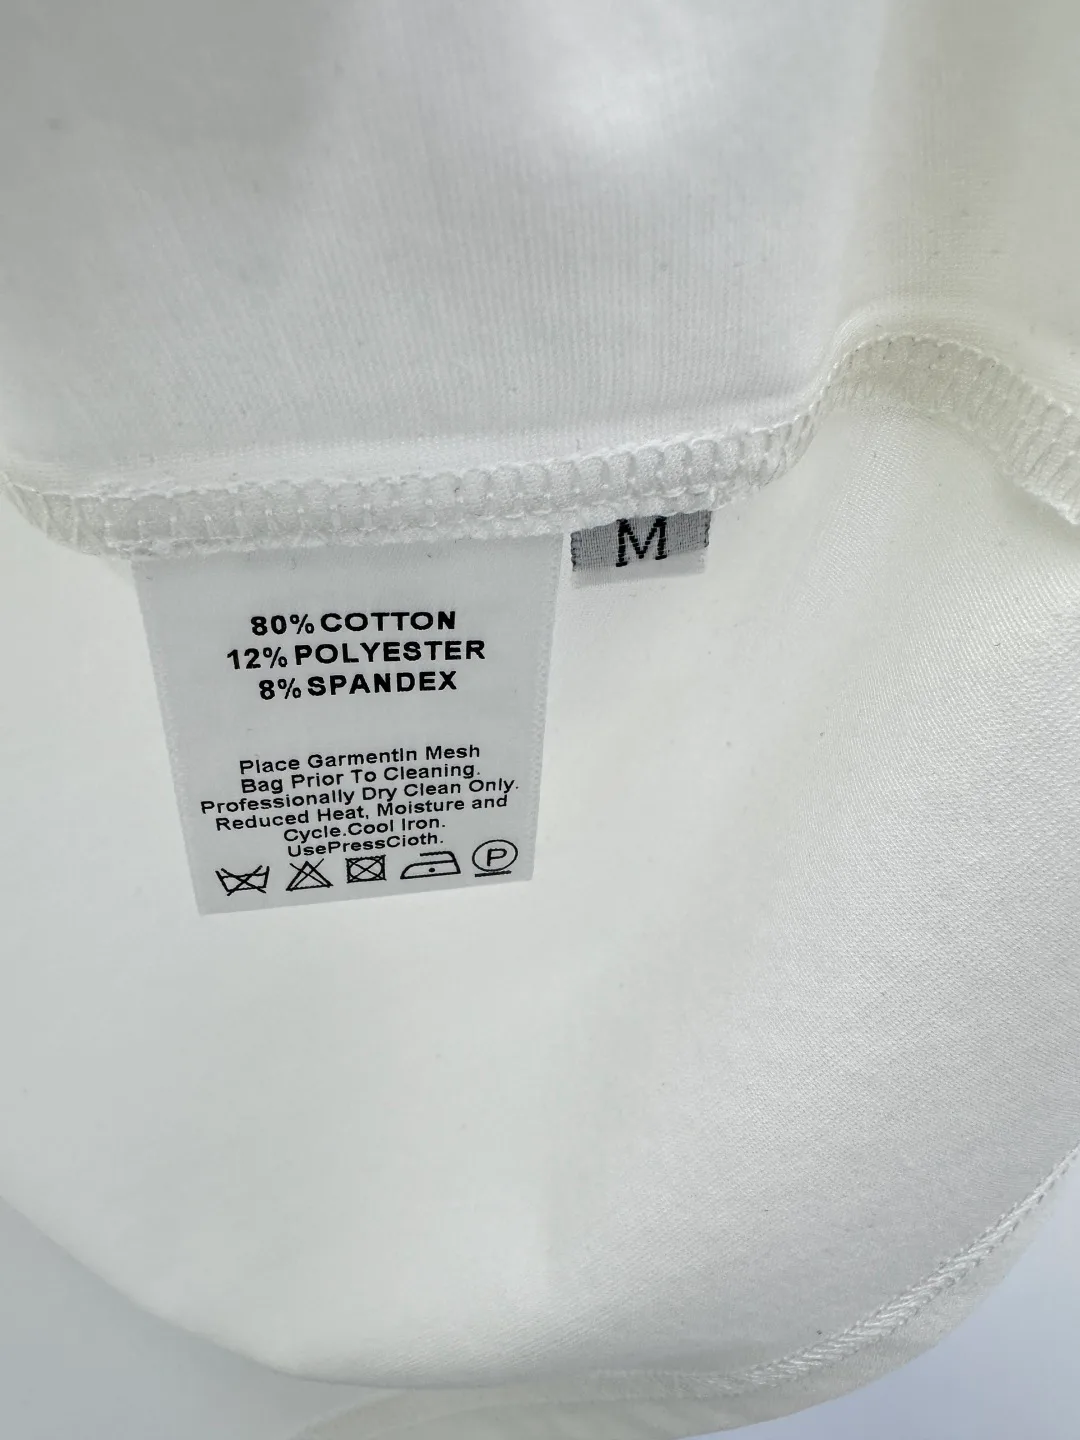 M
80% COTTON
12% POLYESTER
8% SPANDEX
Place GarmentIn Mesh
Bag Prior To Cleaning.
Professionally Dry Clean Only.
Reduced Heat, Moisture and
Cycle.Cool Iron.
UsePressCloth.
P